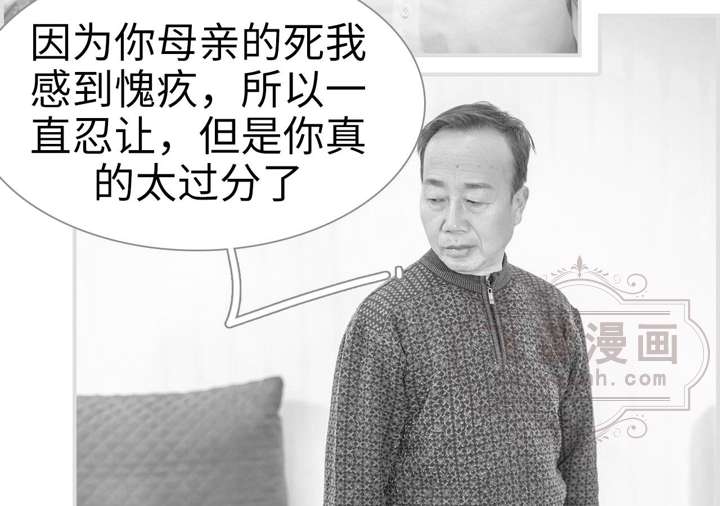 因为你母亲的死我
感到愧疚，所以一
直忍让，但是你真
的太过分了
漫画
h.com